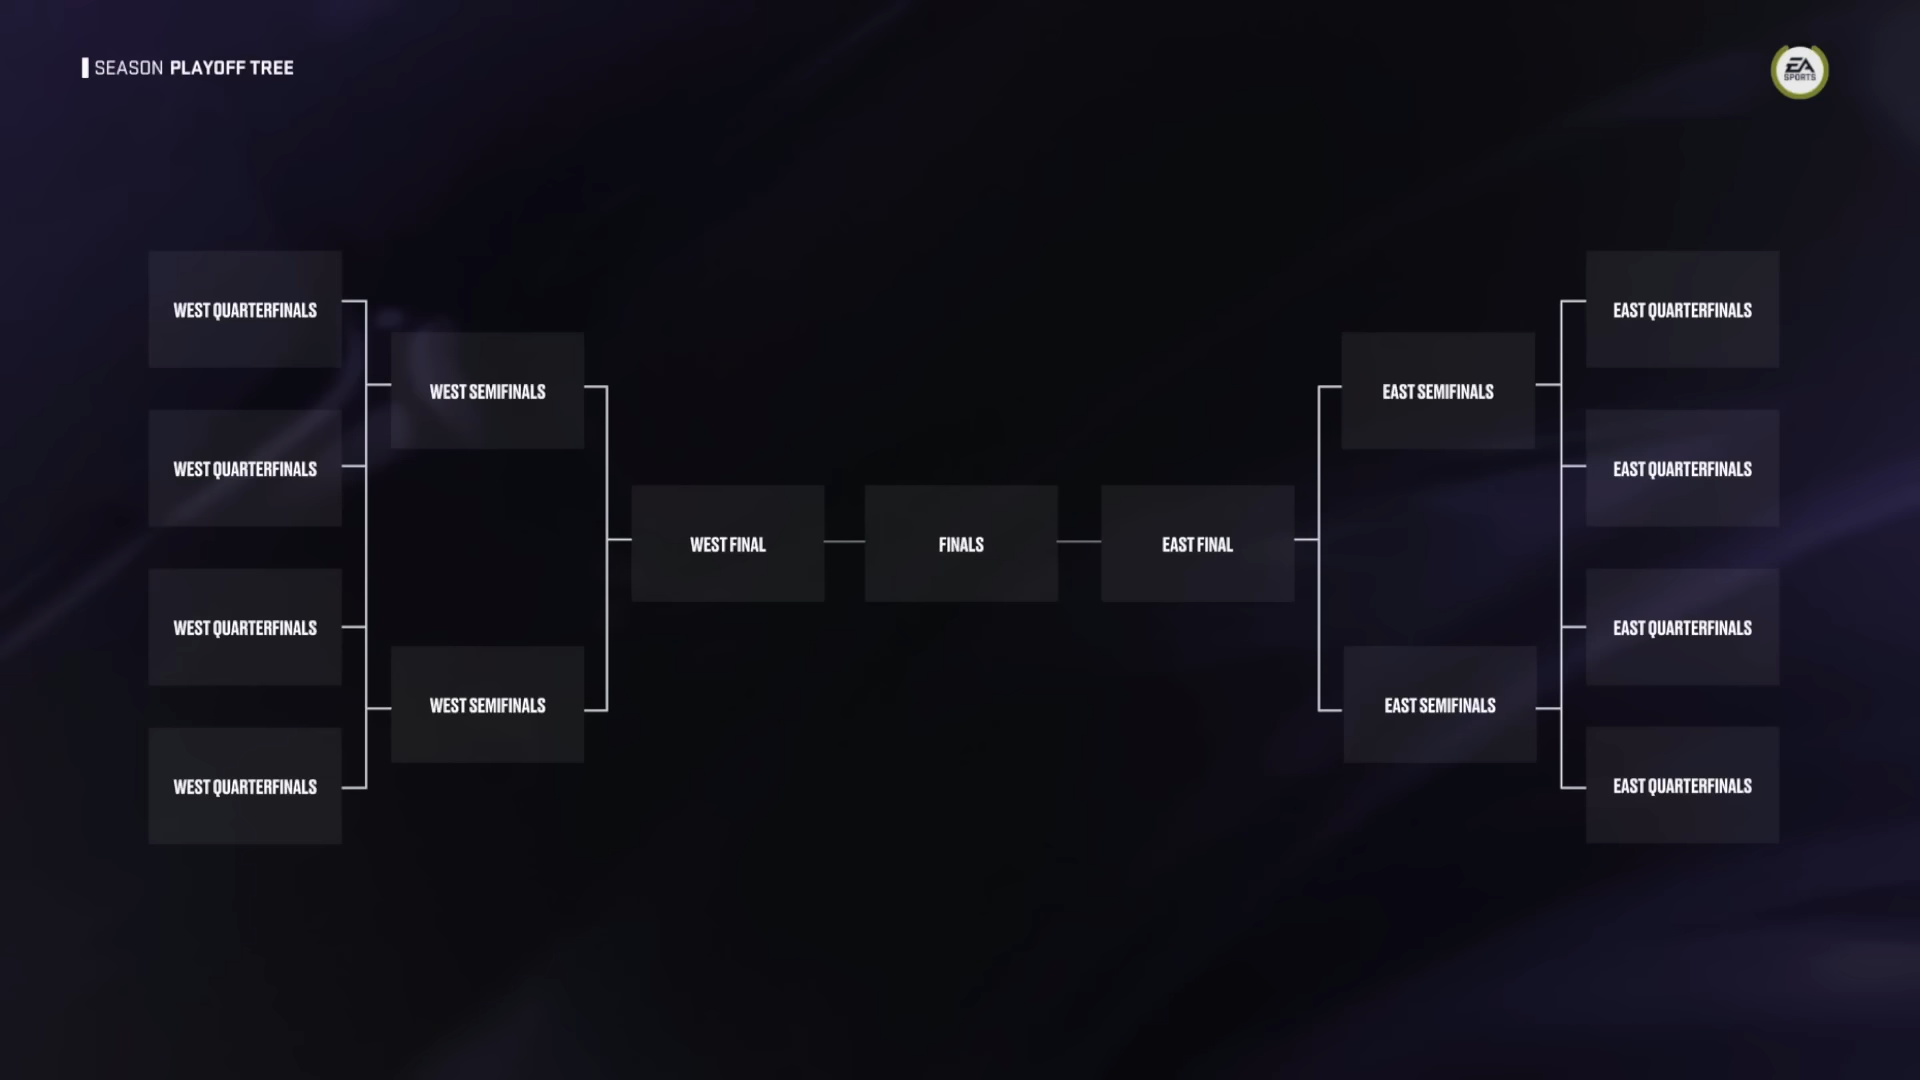 SEASON PLAYOFF TREE
EA
SPORTS
WEST QUARTERFINALS
WEST QUARTERFINALS
WEST QUARTERFINALS
WEST QUARTERFINALS
WEST SEMIFINALS
WEST SEMIFINALS
WEST FINAL
FINALS
EAST FINAL
EAST SEMIFINALS
EAST SEMIFINALS
EAST QUARTERFINALS
EAST QUARTERFINALS
EAST QUARTERFINALS
EAST QUARTERFINALS